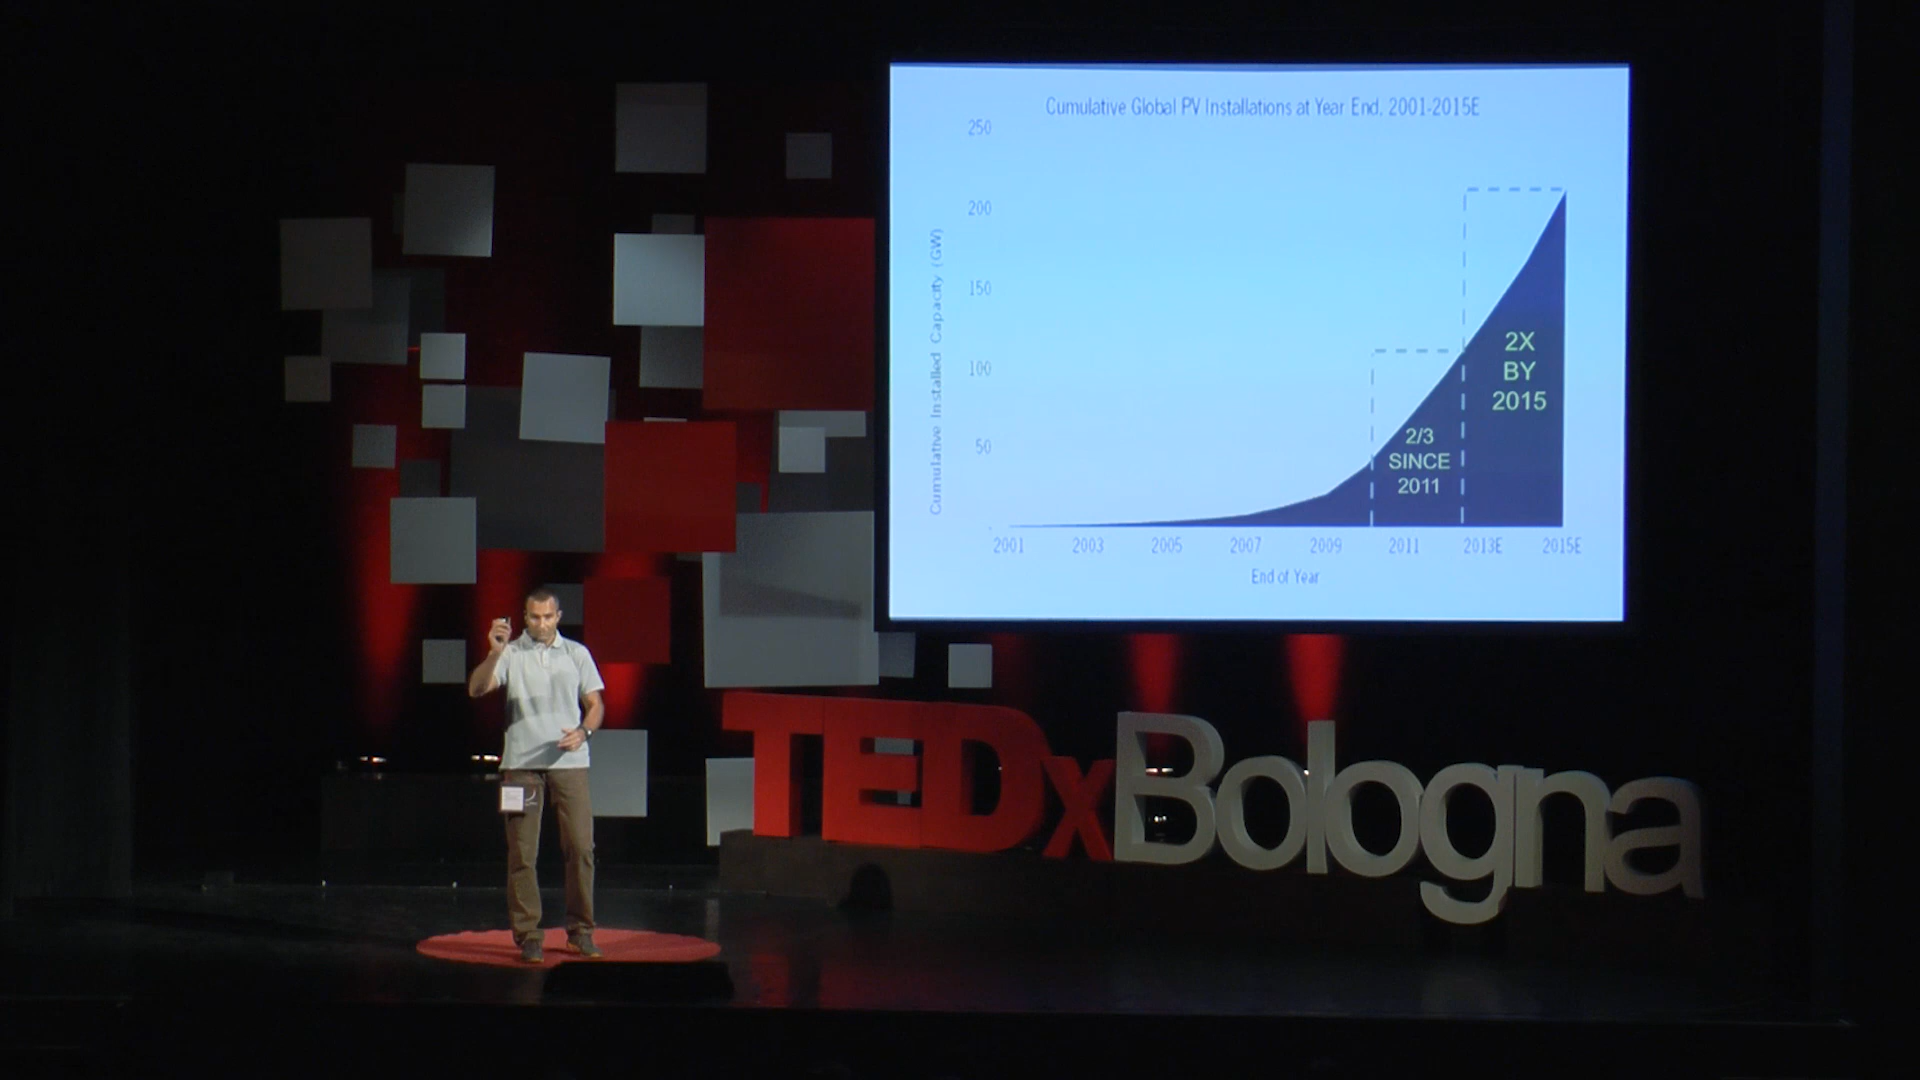 Cumulative Global PV Installations at Year End, 2001-2015E
Cumulative Installed Capacity (GW)
250
200
150
100
50
-
2X
BY
2015
2/3
SINCE
2011
2001 2003 2005 2007 2009 2011 2013E 2015E
End of Year
TEDxBologna